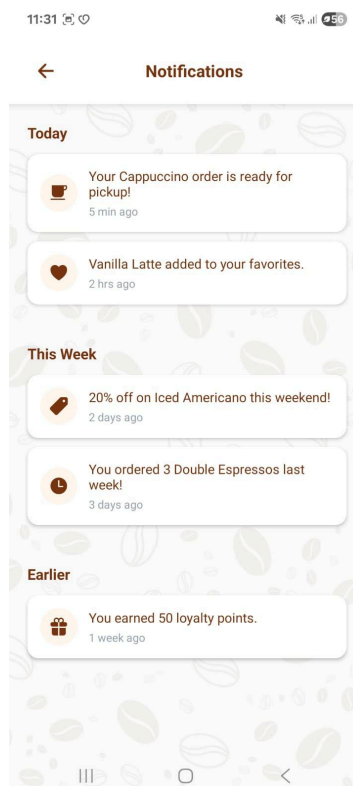 11:31
56
Notifications
Today
Your Cappuccino order is ready for
pickup!
5 min ago
Vanilla Latte added to your favorites.
2 hrs ago
This Week
20% off on Iced Americano this weekend!
2 days ago
You ordered 3 Double Espressos last
week!
3 days ago
Earlier
You earned 50 loyalty points.
1 week ago